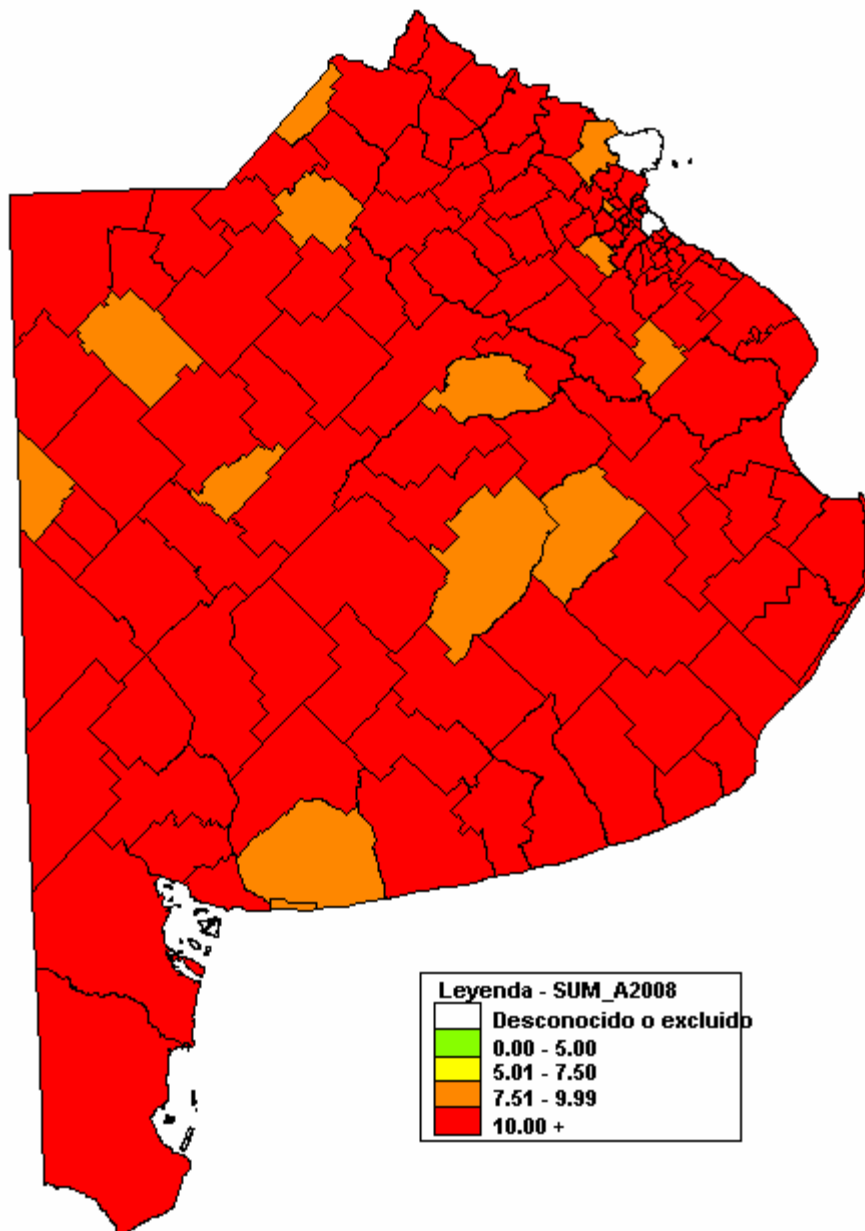 Leyenda - SUM_A2008
Desconocido o excluido
0.00 - 5.00
5.01 - 7.50
7.51 - 9.99
10.00 +